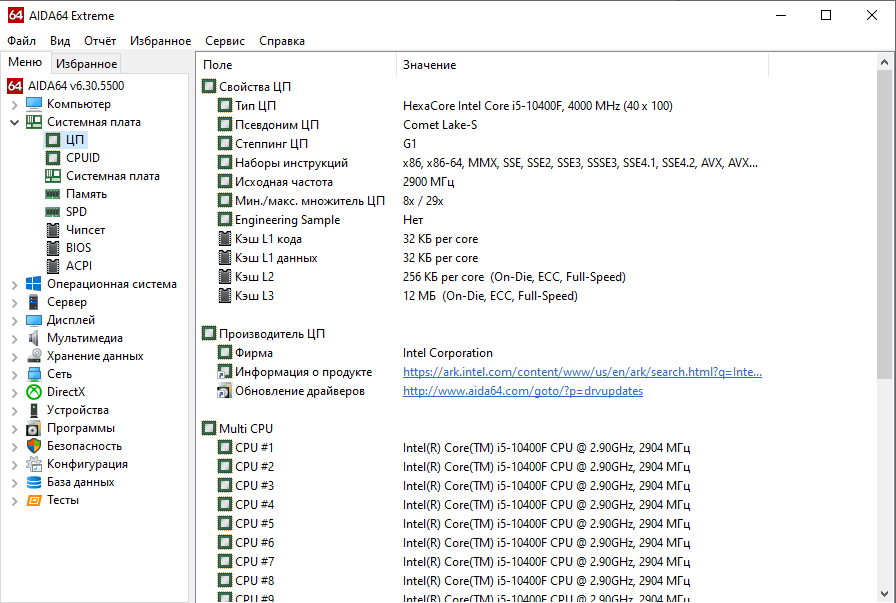 AIDA64 Extreme
Файл Вид Отчёт Избранное Сервис Справка
Меню Избранное
AIDA64 v6.30.5500
Компьютер
Системная плата
ЦП
CPUID
Системная плата
Память
SPD
Чипсет
BIOS
ACPI
Операционная система
Сервер
Дисплей
Мультимедиа
Хранение данных
Сеть
DirectX
Устройства
Программы
Безопасность
Конфигурация
База данных
Тесты
Поле Значение
Свойства ЦП
Тип ЦП HexaCore Intel Core i5-10400F, 4000 MHz (40 x 100)
Псевдоним ЦП Comet Lake-S
Степпинг ЦП G1
Наборы инструкций x86, x86-64, MMX, SSE, SSE2, SSE3, SSSE3, SSE4.1, SSE4.2, AVX, AVX...
Исходная частота 2900 МГц
Мин./макс. множитель ЦП 8x / 29x
Engineering Sample Нет
Кэш L1 кода 32 КБ per core
Кэш L1 данных 32 КБ per core
Кэш L2 256 КБ per core (On-Die, ECC, Full-Speed)
Кэш L3 12 МБ (On-Die, ECC, Full-Speed)
Производитель ЦП
Фирма Intel Corporation
Информация о продукте https://ark.intel.com/content/www/us/en/ark/search.html?q=Inte...
Обновление драйверов http://www.aida64.com/goto/?p=drvupdates
Multi CPU
CPU #1 Intel(R) Core(TM) i5-10400F CPU @ 2.90GHz, 2904 МГц
CPU #2 Intel(R) Core(TM) i5-10400F CPU @ 2.90GHz, 2904 МГц
CPU #3 Intel(R) Core(TM) i5-10400F CPU @ 2.90GHz, 2904 МГц
CPU #4 Intel(R) Core(TM) i5-10400F CPU @ 2.90GHz, 2904 МГц
CPU #5 Intel(R) Core(TM) i5-10400F CPU @ 2.90GHz, 2904 МГц
CPU #6 Intel(R) Core(TM) i5-10400F CPU @ 2.90GHz, 2904 МГц
CPU #7 Intel(R) Core(TM) i5-10400F CPU @ 2.90GHz, 2904 МГц
CPU #8 Intel(R) Core(TM) i5-10400F CPU @ 2.90GHz, 2904 МГц
CPU #9 Intel(R) Core(TM) i5-10400F CPU @ 2.90GHz, 2904 МГц